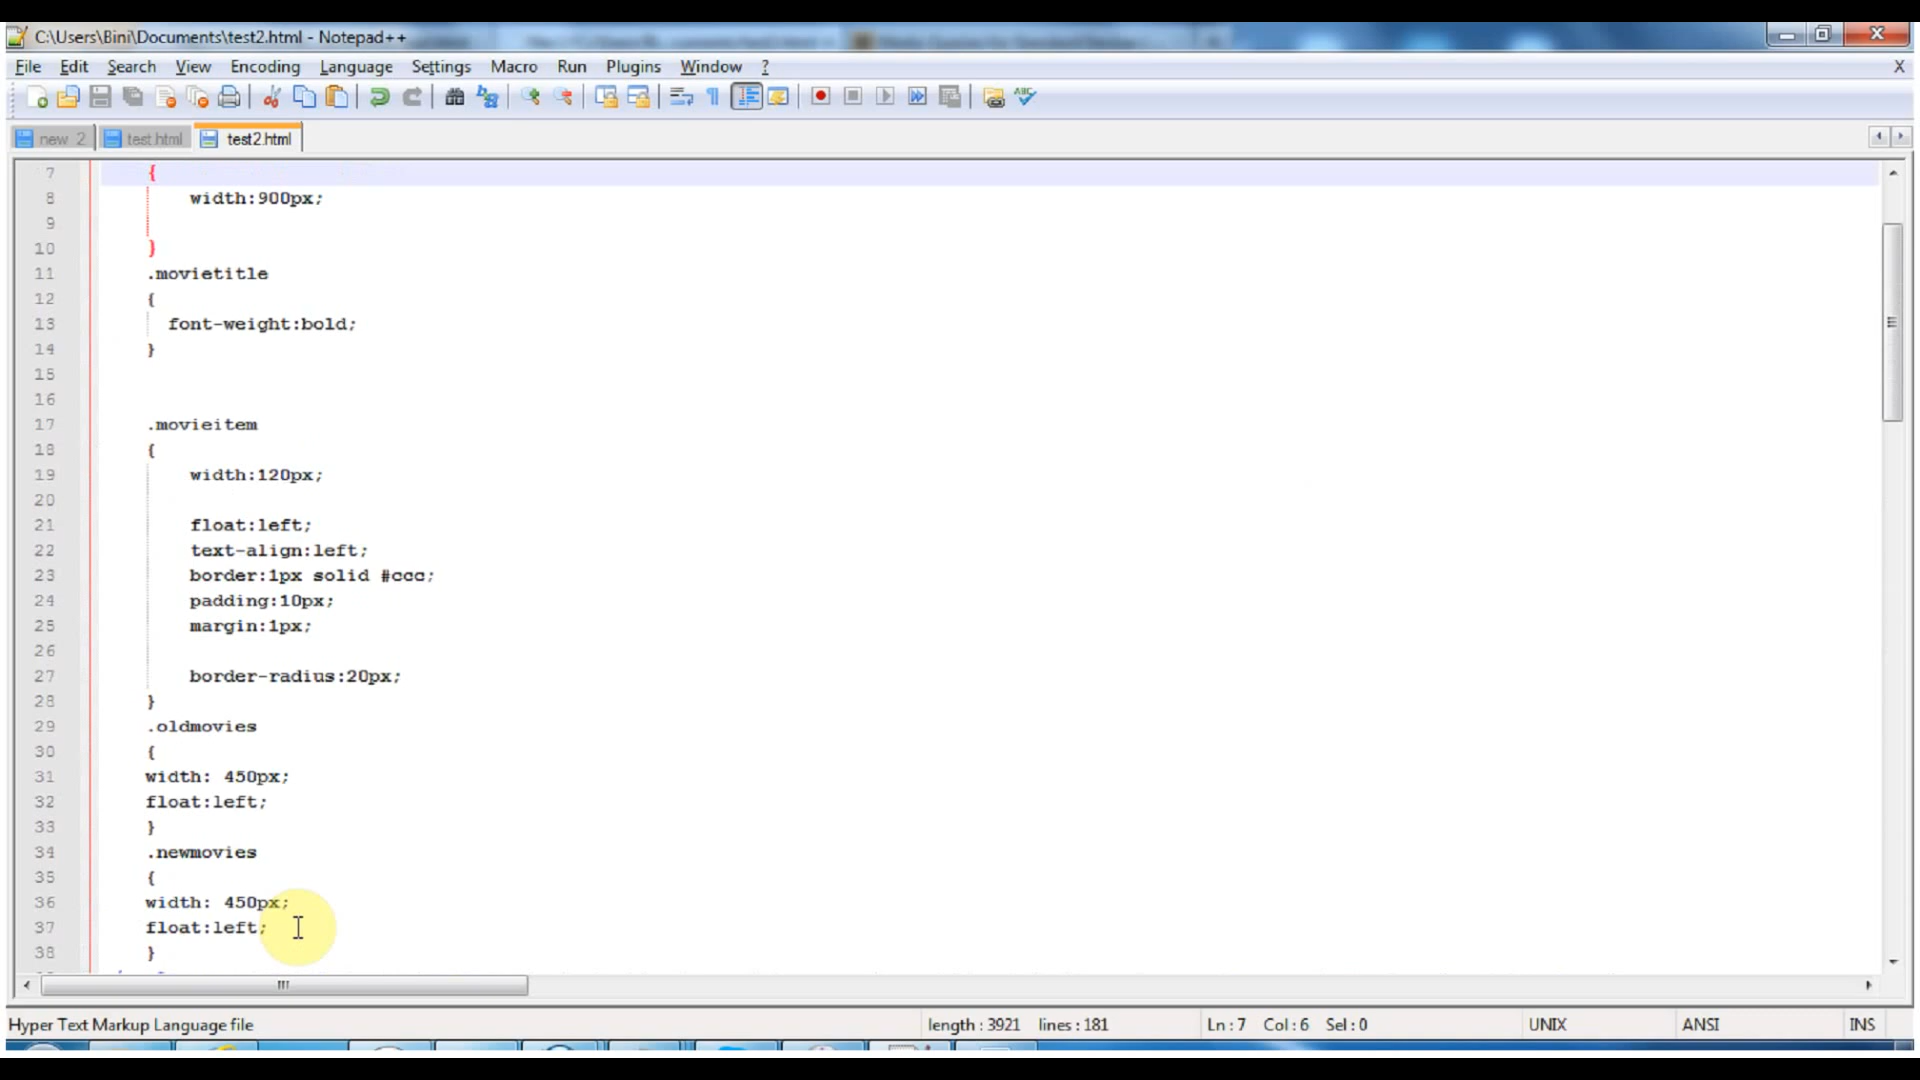 C:\Users\Bini\Documents\test2.html - Notepad++
File Edit Search View Encoding Language Settings Macro Run Plugins Window ? X
new 2 test.html test2.html
7 {
8 width:900px;
9
10 }
11 .movietitle
12 {
13 font-weight:bold;
14 }
15
16
17 .movieitem
18 {
19 width:120px;
20
21 float:left;
22 text-align:left;
23 border:1px solid #ccc;
24 padding:10px;
25 margin:1px;
26
27 border-radius:20px;
28 }
29 .oldmovies
30 {
31 width: 450px;
32 float:left;
33 }
34 .newmovies
35 {
36 width: 450px;
37 float:left;
38 }
Hyper Text Markup Language file length : 3921 lines : 181 Ln : 7 Col : 6 Sel : 0 UNIX ANSI INS